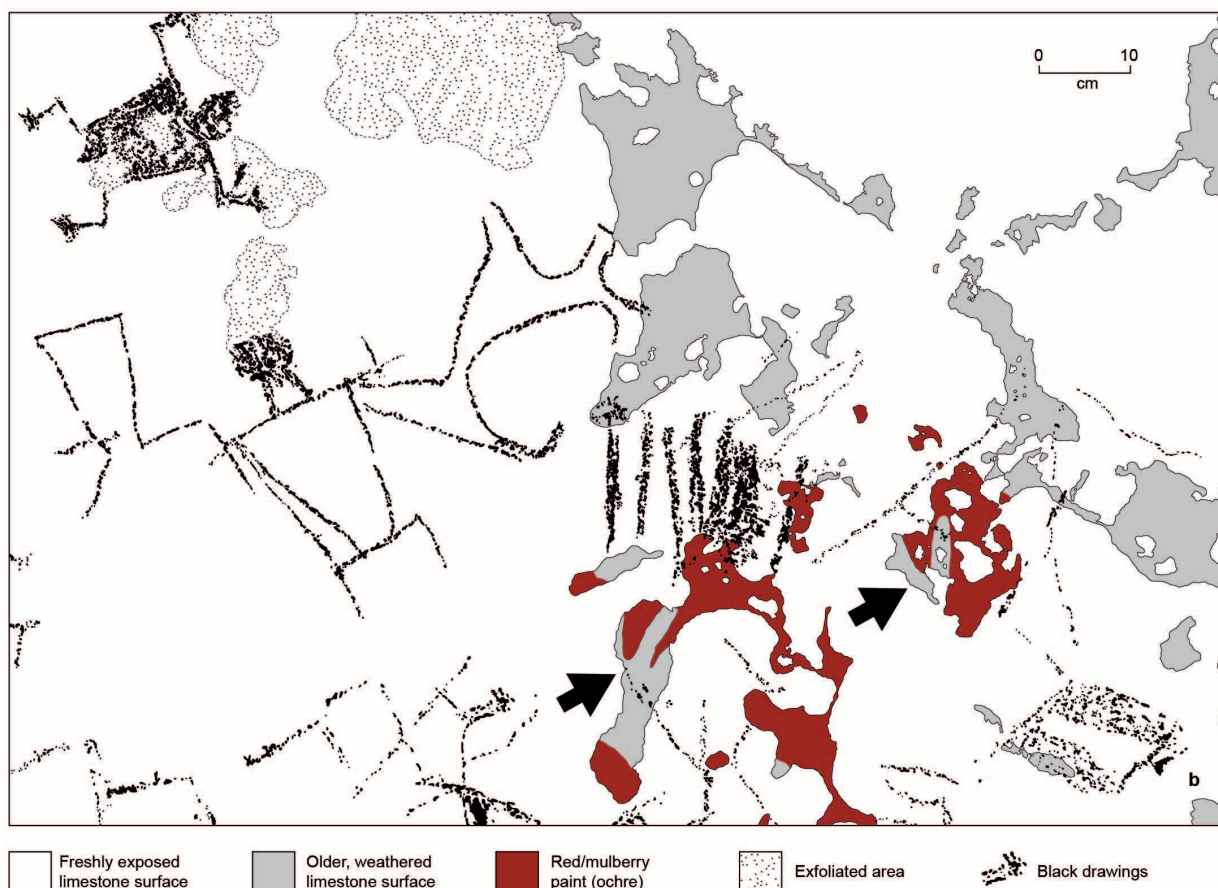 0 10
cm
b
Freshly exposed
limestone surface
Older, weathered
limestone surface
Red/mulberry
paint (ochre)
Exfoliated area
Black drawings